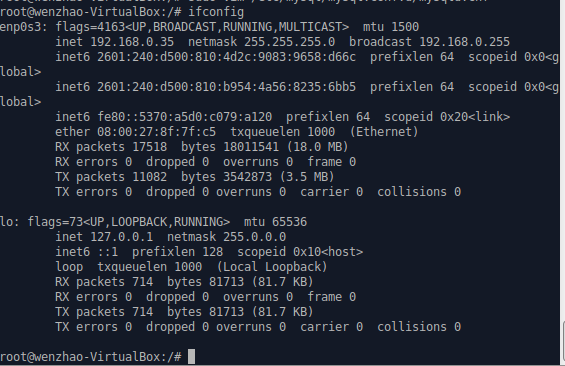 root@wenzhao-VirtualBox:/# ifconfig
enp0s3: flags=4163<UP,BROADCAST,RUNNING,MULTICAST>  mtu 1500
        inet 192.168.0.35  netmask 255.255.255.0  broadcast 192.168.0.255
        inet6 2601:240:d500:810:4d2c:9083:9658:d66c  prefixlen 64  scopeid 0x0<g
lobal>
        inet6 2601:240:d500:810:b954:4a56:8235:6bb5  prefixlen 64  scopeid 0x0<g
lobal>
        inet6 fe80::5370:a5d0:c079:a120  prefixlen 64  scopeid 0x20<link>
        ether 08:00:27:8f:7f:c5  txqueuelen 1000  (Ethernet)
        RX packets 17518  bytes 18011541 (18.0 MB)
        RX errors 0  dropped 0  overruns 0  frame 0
        TX packets 11082  bytes 3542873 (3.5 MB)
        TX errors 0  dropped 0 overruns 0  carrier 0  collisions 0

lo: flags=73<UP,LOOPBACK,RUNNING>  mtu 65536
        inet 127.0.0.1  netmask 255.0.0.0
        inet6 ::1  prefixlen 128  scopeid 0x10<host>
        loop  txqueuelen 1000  (Local Loopback)
        RX packets 714  bytes 81713 (81.7 KB)
        RX errors 0  dropped 0  overruns 0  frame 0
        TX packets 714  bytes 81713 (81.7 KB)
        TX errors 0  dropped 0 overruns 0  carrier 0  collisions 0

root@wenzhao-VirtualBox:/#